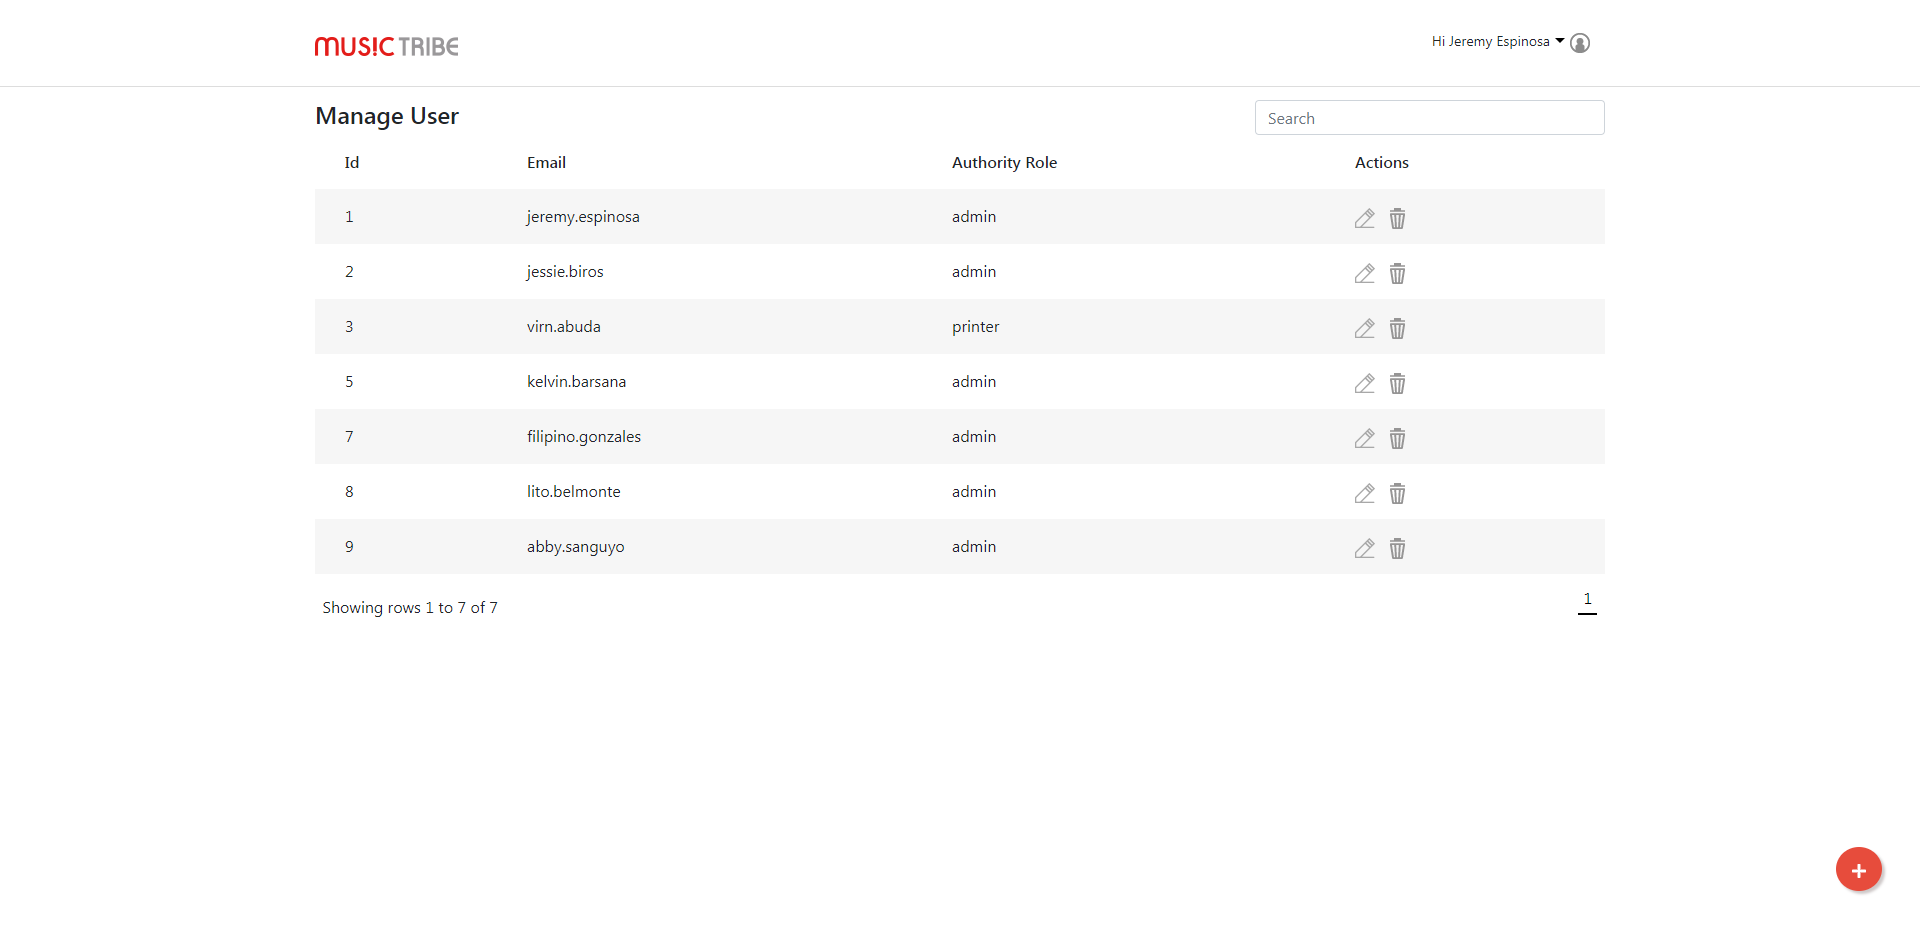 MUSIC TRIBE
Hi Jeremy Espinosa
Manage User
Search
Id Email Authority Role Actions
1 jeremy.espinosa admin
2 jessie.biros admin
3 virn.abuda printer
5 kelvin.barsana admin
7 filipino.gonzales admin
8 lito.belmonte admin
9 abby.sanguyo admin
Showing rows 1 to 7 of 7
1
+